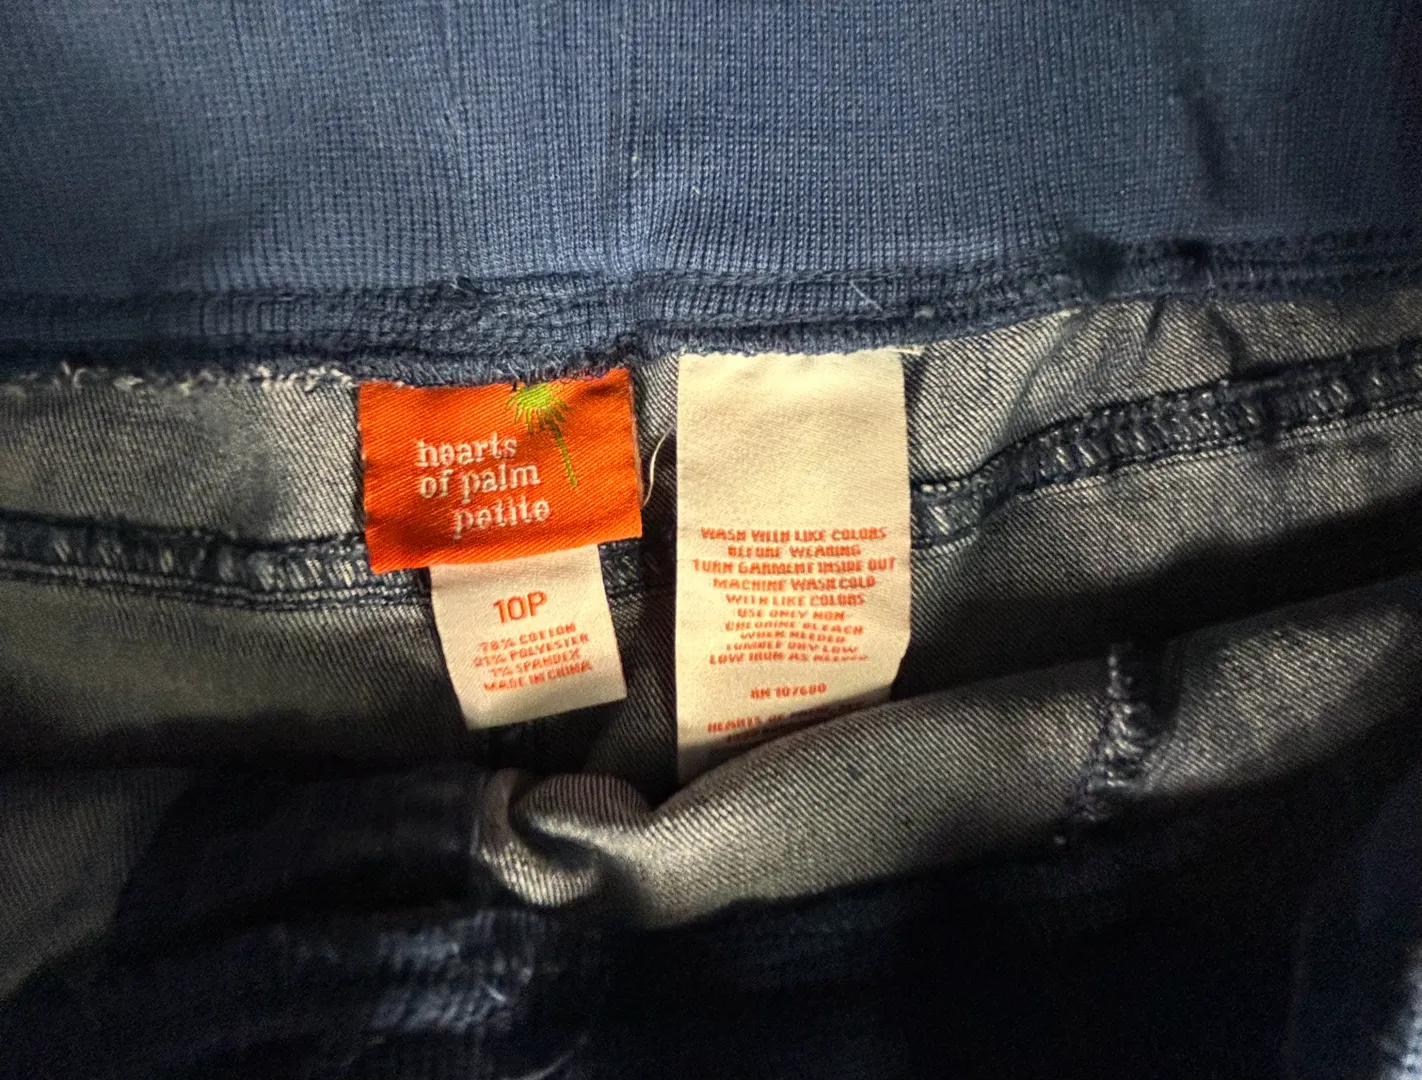 hearts
of palm
petite
10P
78% COTTON
21% POLYESTER
1% SPANDEX
MADE IN CHINA
WASH WITH LIKE COLORS
BEFORE WEARING
TURN GARMENT INSIDE OUT
MACHINE WASH COLD
WITH LIKE COLORS
USE ONLY NON-
CHLORINE BLEACH
WHEN NEEDED
TUMBLE DRY LOW
LOW IRON AS NEEDED
RN 107680
HEARTS OF